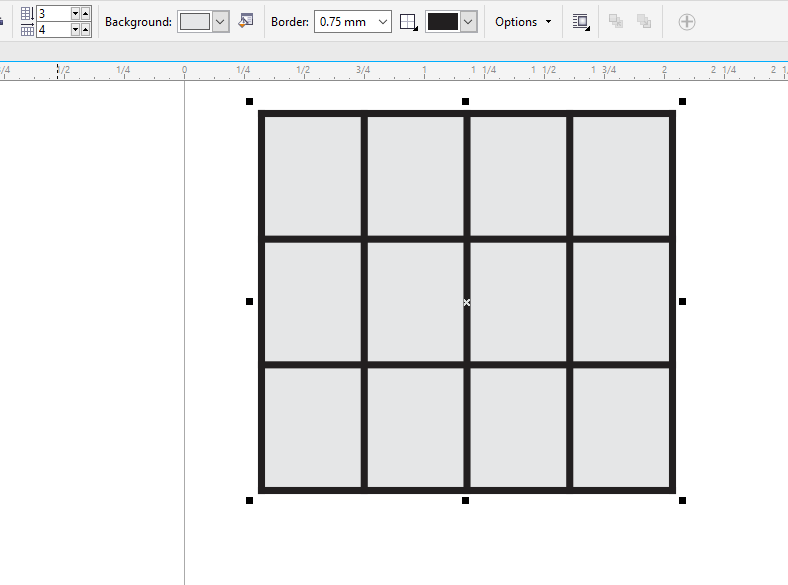 3
4
Background:
Border:
0.75 mm
Options
1/2 1/4 0 1/4 1/2 3/4 1 1 1/4 1 1/2 1 3/4 2 2 1/4